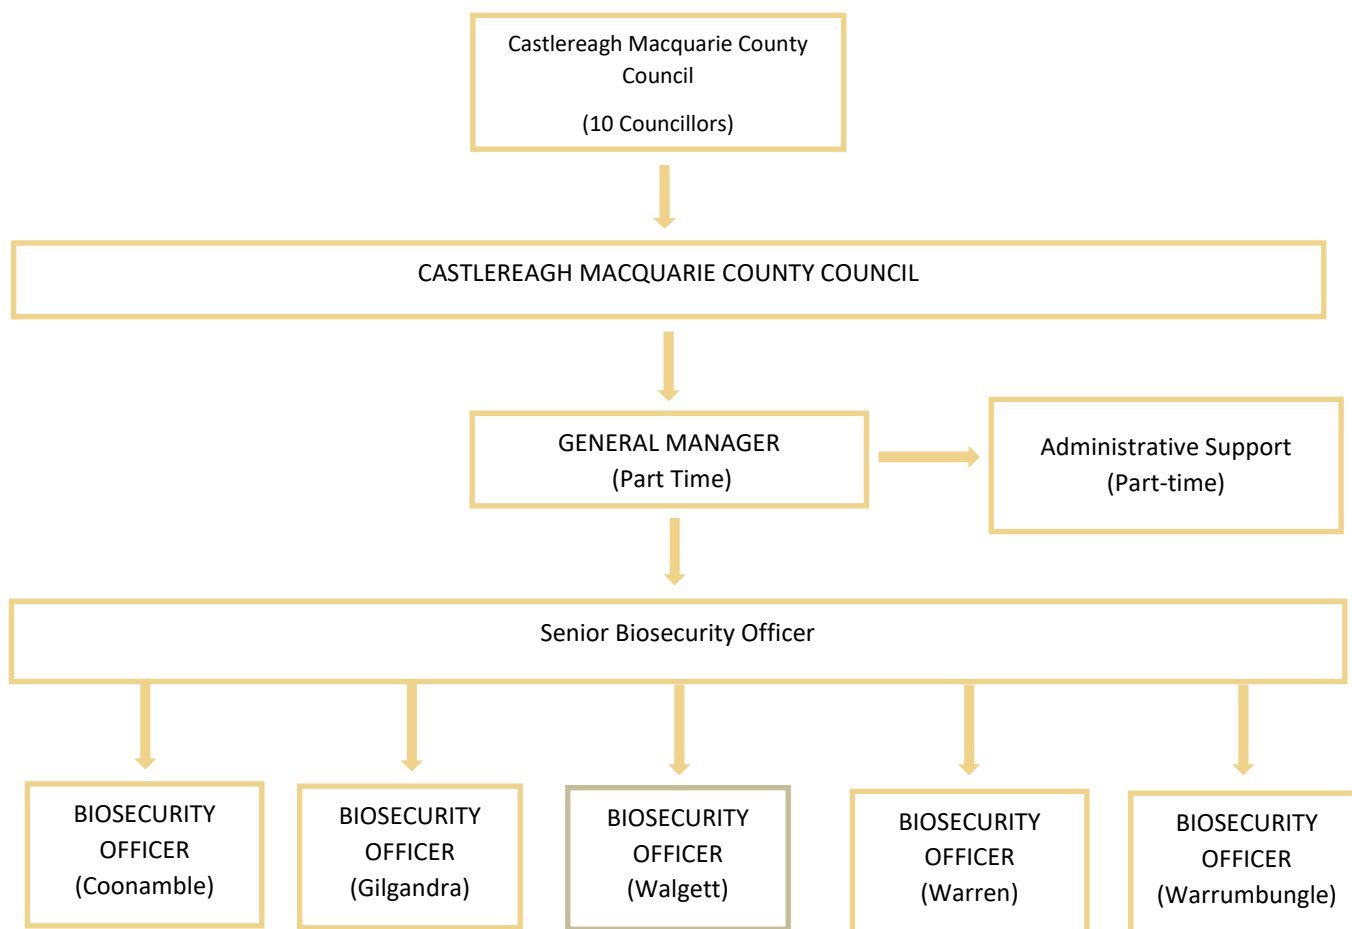 Castlereagh Macquarie County
Council
(10 Councillors)
CASTLEREAGH MACQUARIE COUNTY COUNCIL
GENERAL MANAGER
(Part Time)
Administrative Support
(Part-time)
Senior Biosecurity Officer
BIOSECURITY
OFFICER
(Coonamble)
BIOSECURITY
OFFICER
(Gilgandra)
BIOSECURITY
OFFICER
(Walgett)
BIOSECURITY
OFFICER
(Warren)
BIOSECURITY
OFFICER
(Warrumbungle)